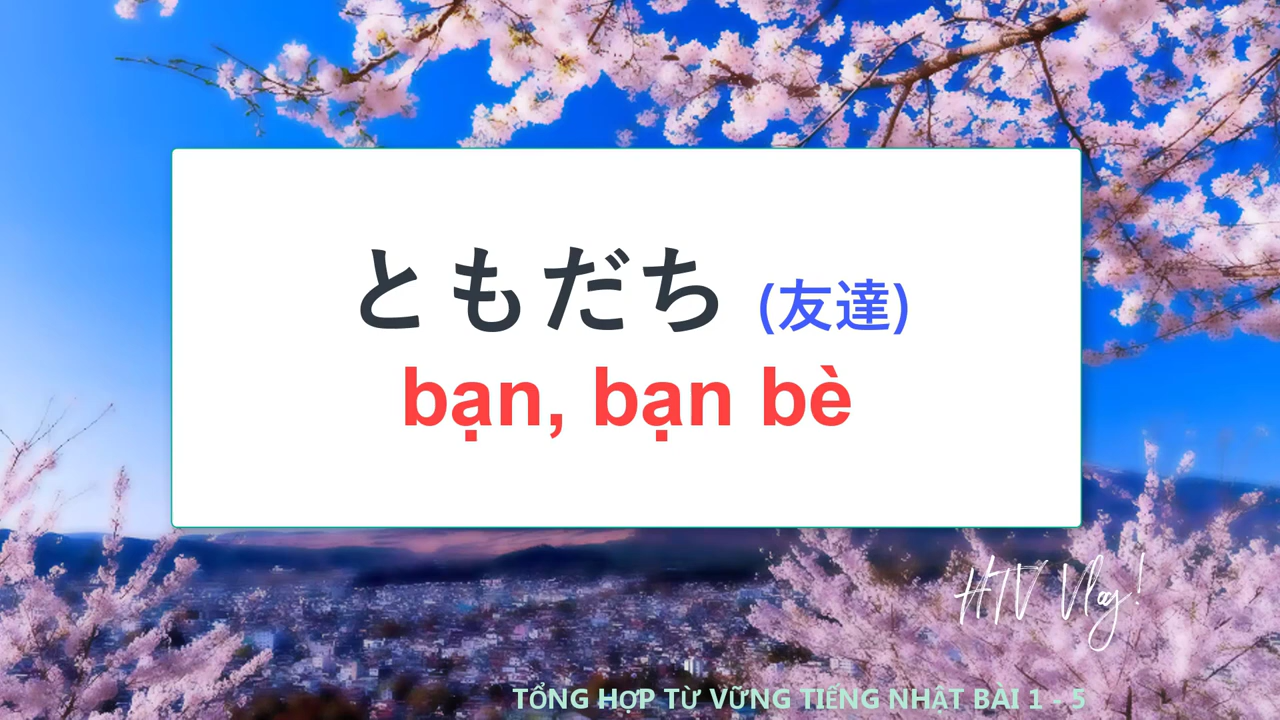 ともだち (友達)
bạn, bạn bè
HTV Vlog!
TỔNG HỢP TỪ VỮNG TIẾNG NHẬT BÀI 1 - 5